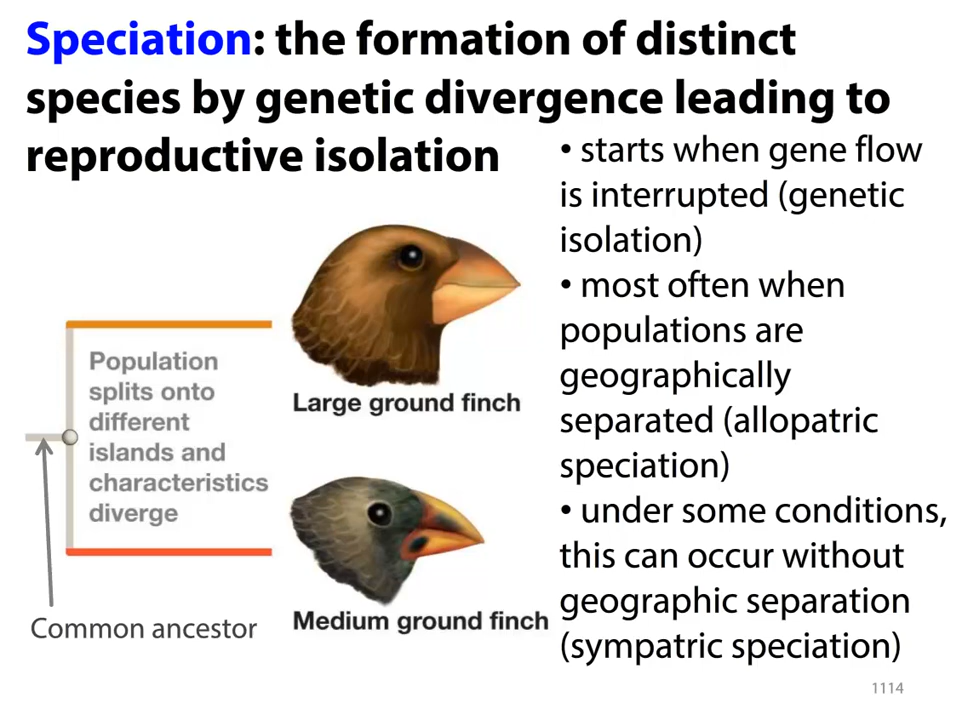 Speciation: the formation of distinct
species by genetic divergence leading to
reproductive isolation
• starts when gene flow
is interrupted (genetic
isolation)
• most often when
populations are
geographically
separated (allopatric
speciation)
• under some conditions,
this can occur without
geographic separation
(sympatric speciation)
Population
splits onto
different
islands and
characteristics
diverge
Large ground finch
Medium ground finch
Common ancestor
1114